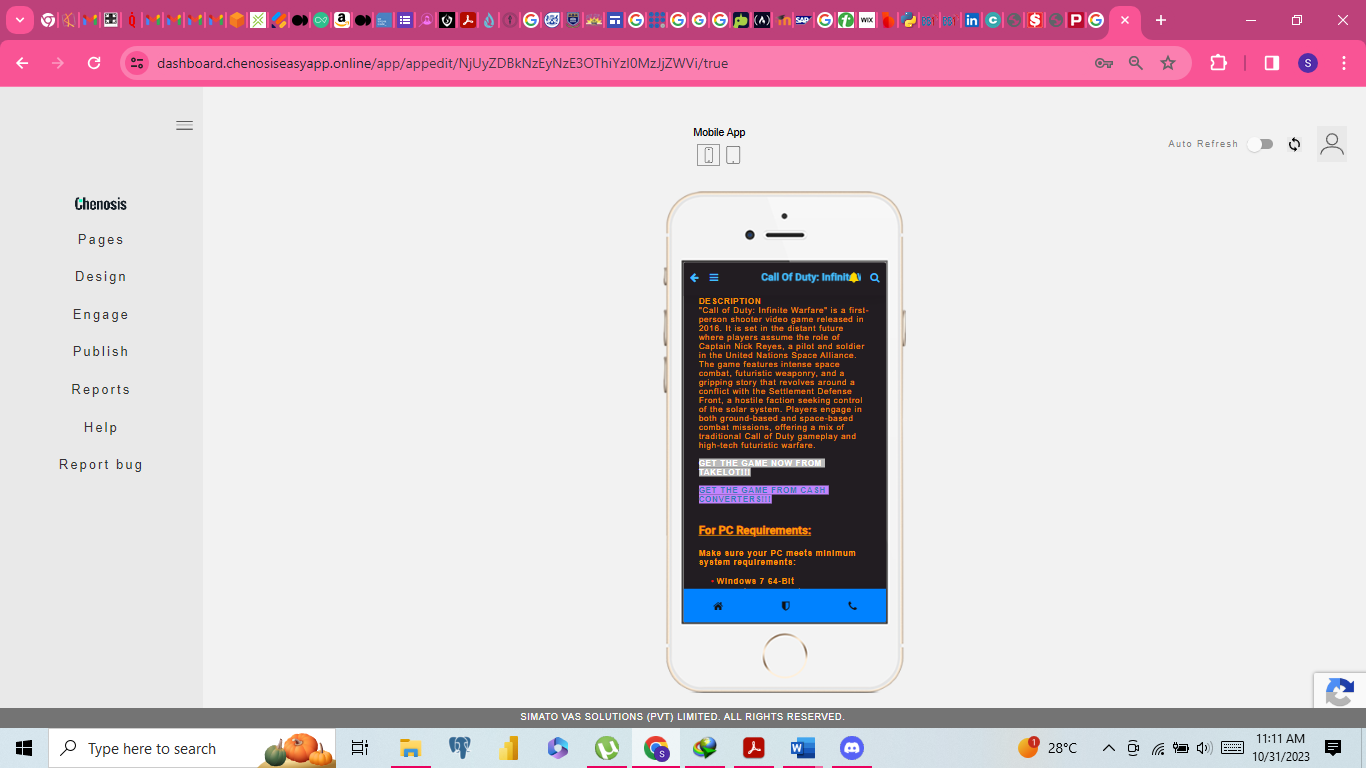 dashboard.chenosiseasyapp.online/app/appedit/NjUyZDBkNzEyNzE3OThiYzI0MzJjZWVi/true
S
Mobile App
Auto Refresh
Chenosis
Pages
Design
Engage
Publish
Reports
Help
Report bug
Call Of Duty: Infinite W
DESCRIPTION
"Call of Duty: Infinite Warfare" is a first-
person shooter video game released in
2016. It is set in the distant future
where players assume the role of
Captain Nick Reyes, a pilot and soldier
in the United Nations Space Alliance.
The game features intense space
combat, futuristic weaponry, and a
gripping story that revolves around a
conflict with the Settlement Defense
Front, a hostile faction seeking control
of the solar system. Players engage in
both ground-based and space-based
combat missions, offering a mix of
traditional Call of Duty gameplay and
high-tech futuristic warfare.
GET THE GAME NOW FROM
TAKELOT!!!
GET THE GAME FROM CASH
CONVERTERS!!!
For PC Requirements:
Make sure your PC meets minimum
system requirements:
• Windows 7 64-Bit
SIMATO VAS SOLUTIONS (PVT) LIMITED. ALL RIGHTS RESERVED.
Type here to search
1
28°C
11:11 AM
10/31/2023